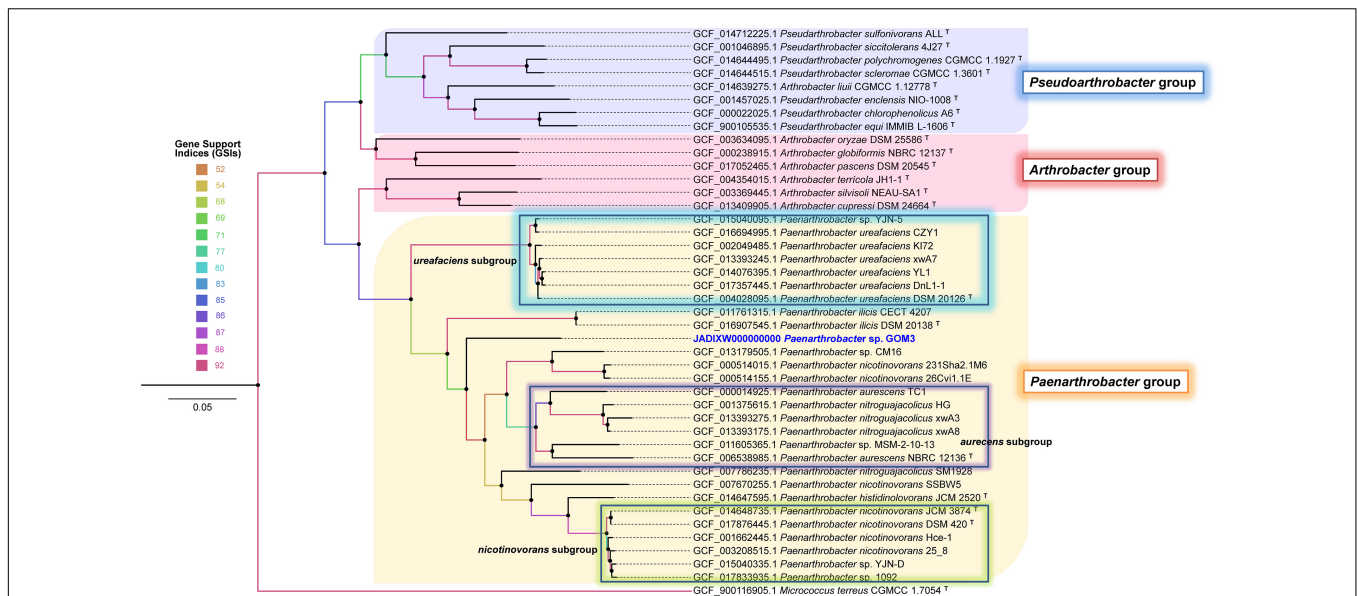 GCF_014712225.1 Pseudarthrobacter sulfonivorans ALL T
GCF_001046895.1 Pseudarthrobacter siccitolerans 4J27 T
GCF_014644495.1 Pseudarthrobacter polychromogenes CGMCC 1.1927 T
GCF_014644515.1 Pseudarthrobacter scleromae CGMCC 1.3601 T
GCF_014639275.1 Arthrobacter liuii CGMCC 1.12778 T
GCF_001457025.1 Pseudarthrobacter enclensis NIO-1008 T
GCF_000022025.1 Pseudarthrobacter chlorophenolicus A6 T
GCF_900105535.1 Pseudarthrobacter equi IMMIB L-1606 T
Pseudoarthrobacter group
GCF_003634095.1 Arthrobacter oryzae DSM 25586 T
GCF_000238915.1 Arthrobacter globiformis NBRC 12137 T
GCF_017052465.1 Arthrobacter pascens DSM 20545 T
GCF_004354015.1 Arthrobacter terricola JH1-1 T
GCF_003369445.1 Arthrobacter silvisoli NEAU-SA1 T
GCF_013409905.1 Arthrobacter cupressi DSM 24664 T
Arthrobacter group
GCF_015040095.1 Paenarthrobacter sp. YJN-5
GCF_016694995.1 Paenarthrobacter ureafaciens CZY1
GCF_002049485.1 Paenarthrobacter ureafaciens KI72
GCF_013393245.1 Paenarthrobacter ureafaciens xwA7
GCF_014076395.1 Paenarthrobacter ureafaciens YL1
GCF_017357445.1 Paenarthrobacter ureafaciens DnL1-1
GCF_004028095.1 Paenarthrobacter ureafaciens DSM 20126 T
ureafaciens subgroup
GCF_011761315.1 Paenarthrobacter ilicis CECT 4207
GCF_016907545.1 Paenarthrobacter ilicis DSM 20138 T
JADIXW000000000 Paenarthrobacter sp. GOM3
GCF_013179505.1 Paenarthrobacter sp. CM16
GCF_000514015.1 Paenarthrobacter nicotinovorans 231Sha2.1M6
GCF_000514155.1 Paenarthrobacter nicotinovorans 26Cvi1.1E
Paenarthrobacter group
GCF_000014925.1 Paenarthrobacter aurescens TC1
GCF_001375615.1 Paenarthrobacter nitroguajacolicus HG
GCF_013393275.1 Paenarthrobacter nitroguajacolicus xwA3
GCF_013393175.1 Paenarthrobacter nitroguajacolicus xwA8
GCF_011605365.1 Paenarthrobacter sp. MSM-2-10-13
GCF_006538985.1 Paenarthrobacter aurescens NBRC 12136 T
aurecens subgroup
GCF_007786235.1 Paenarthrobacter nitroguajacolicus SM1928
GCF_007670255.1 Paenarthrobacter nicotinovorans SSBW5
GCF_014647595.1 Paenarthrobacter histidinolovorans JCM 2520 T
GCF_014648735.1 Paenarthrobacter nicotinovorans JCM 3874 T
GCF_017876445.1 Paenarthrobacter nicotinovorans DSM 420 T
GCF_001662445.1 Paenarthrobacter nicotinovorans Hce-1
GCF_003208515.1 Paenarthrobacter nicotinovorans 25_8
GCF_015040335.1 Paenarthrobacter sp. YJN-D
GCF_017833935.1 Paenarthrobacter sp. 1092
nicotinovorans subgroup
GCF_900116905.1 Micrococcus terreus CGMCC 1.7054 T
Gene Support
Indices (GSIs)
52
54
68
69
71
77
80
83
85
86
87
88
92
0.05